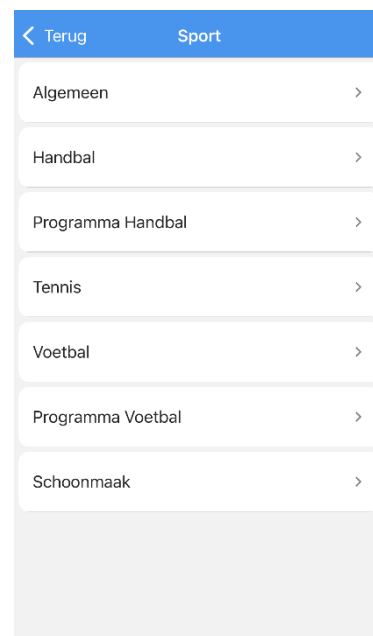 Terug Sport
Algemeen
Handbal
Programma Handbal
Tennis
Voetbal
Programma Voetbal
Schoonmaak